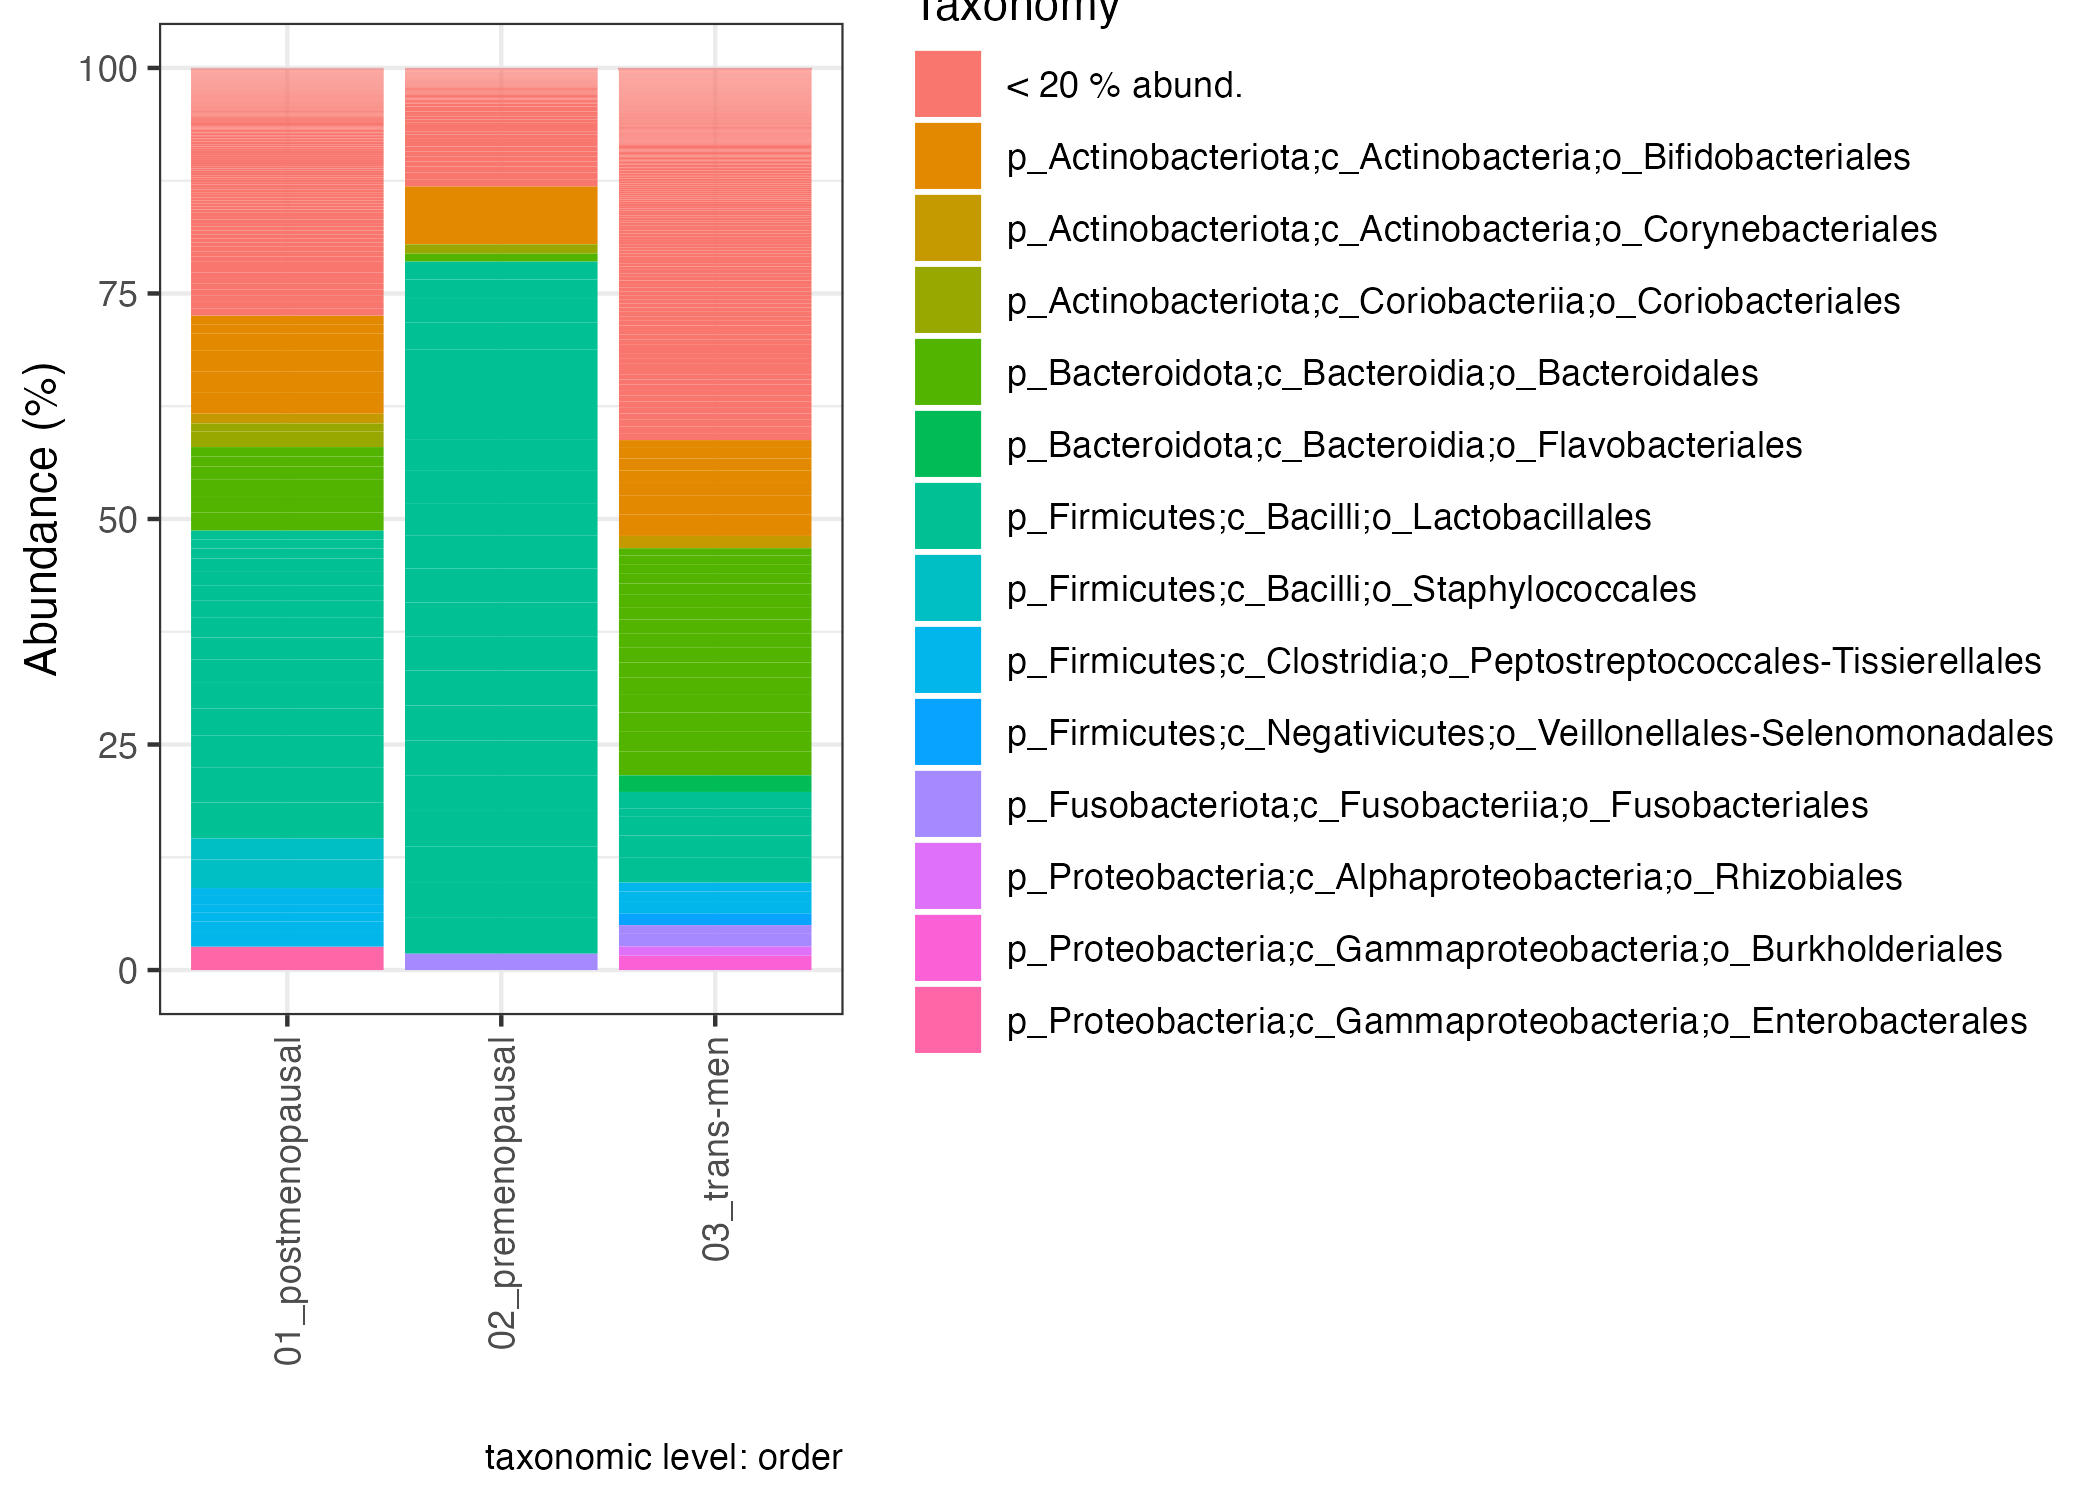 Taxonomy
< 20 % abund.
p_Actinobacteriota;c_Actinobacteria;o_Bifidobacteriales
p_Actinobacteriota;c_Actinobacteria;o_Corynebacteriales
p_Actinobacteriota;c_Coriobacteriia;o_Coriobacteriales
p_Bacteroidota;c_Bacteroidia;o_Bacteroidales
p_Bacteroidota;c_Bacteroidia;o_Flavobacteriales
p_Firmicutes;c_Bacilli;o_Lactobacillales
p_Firmicutes;c_Bacilli;o_Staphylococcales
p_Firmicutes;c_Clostridia;o_Peptostreptococcales-Tissierellales
p_Firmicutes;c_Negativicutes;o_Veillonellales-Selenomonadales
p_Fusobacteriota;c_Fusobacteriia;o_Fusobacteriales
p_Proteobacteria;c_Alphaproteobacteria;o_Rhizobiales
p_Proteobacteria;c_Gammaproteobacteria;o_Burkholderiales
p_Proteobacteria;c_Gammaproteobacteria;o_Enterobacterales
Abundance (%)
100
75
50
25
0
01_postmenopausal
02_premenopausal
03_trans-men
taxonomic level: order